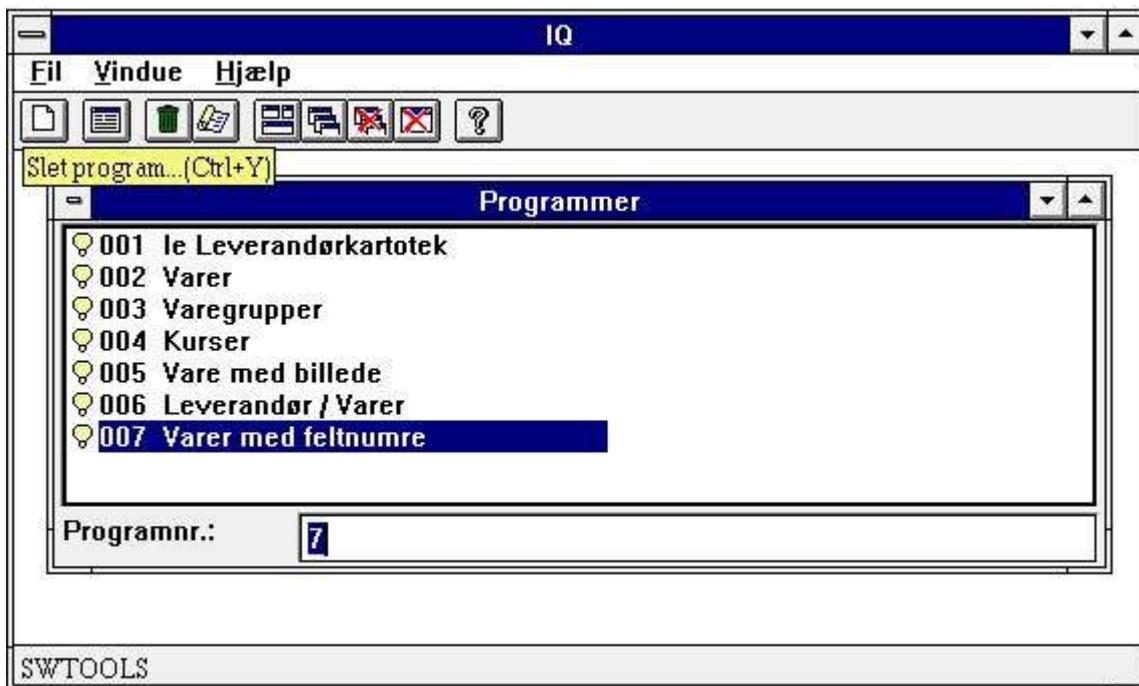 IQ
Fil Vindue Hjælp
Slet program...(Ctrl+Y)
Programmer
001 le Leverandørkartotek
002 Varer
003 Varegrupper
004 Kurser
005 Vare med billede
006 Leverandør / Varer
007 Varer med feltnumre
Programnr.: 7
SWTOOLS